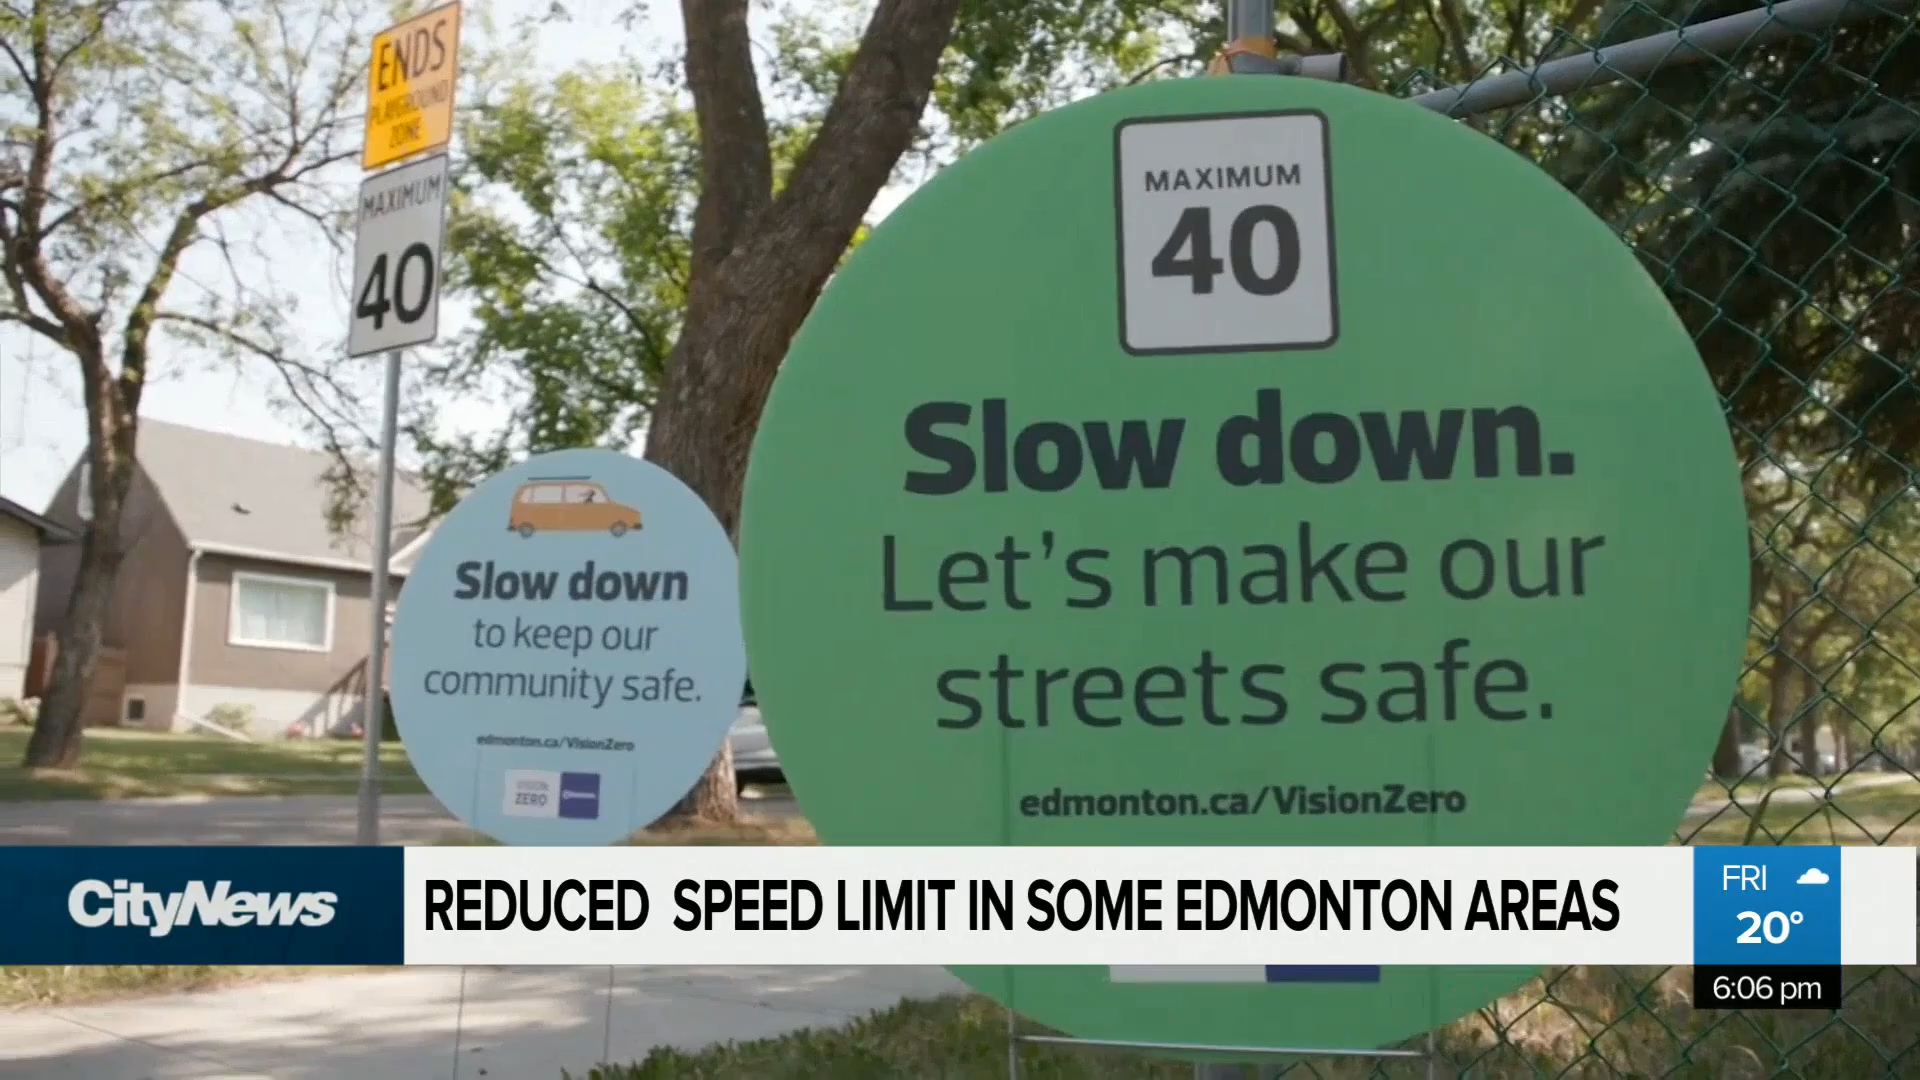 ENDS
PLAYGROUND
ZONE
MAXIMUM
40
MAXIMUM
40
Slow down.
Let's make our
streets safe.
edmonton.ca/VisionZero
Slow down
to keep our
community safe.
edmonton.ca/VisionZero
VISION
ZERO
CityNews
REDUCED  SPEED LIMIT IN SOME EDMONTON AREAS
FRI
20°
6:06 pm